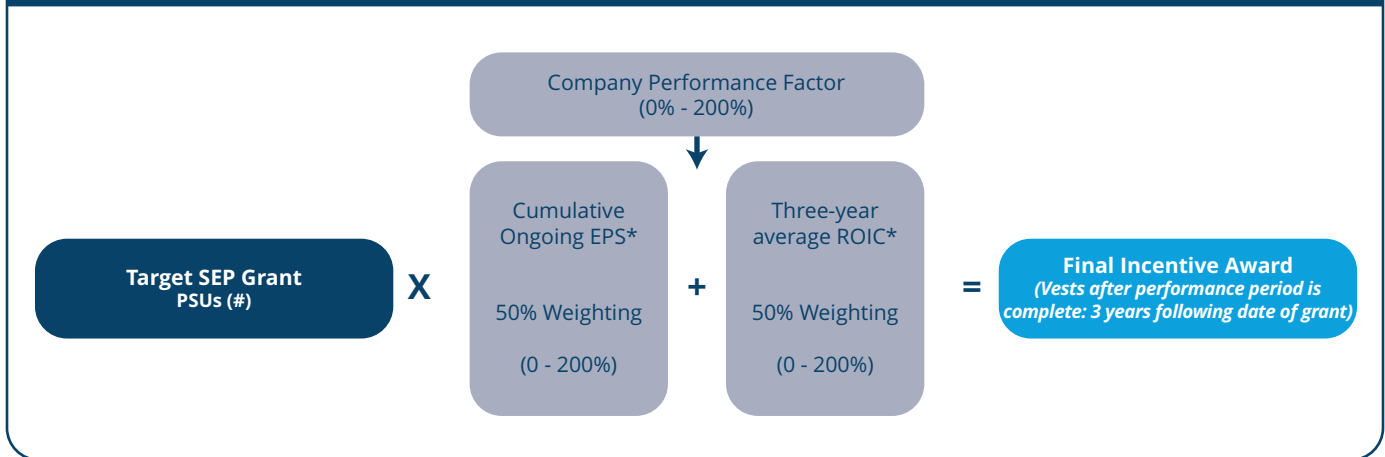 Company Performance Factor
(0% - 200%)
Target SEP Grant
PSUs (#)
X
Cumulative
Ongoing EPS*
50% Weighting
(0 - 200%)
+
Three-year
average ROIC*
50% Weighting
(0 - 200%)
=
Final Incentive Award
(Vests after performance period is
complete: 3 years following date of grant)